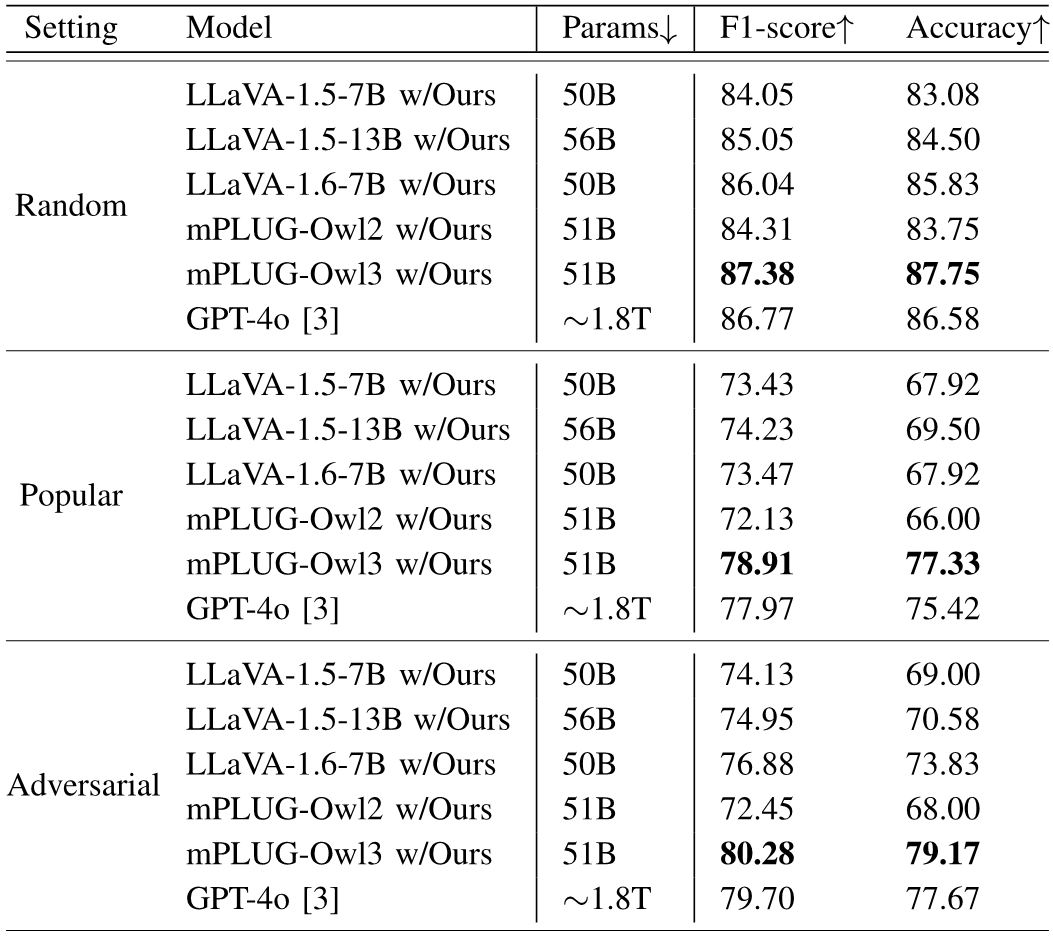 Setting Model Params↓ F1-score↑ Accuracy↑
Random
LLaVA-1.5-7B w/Ours 50B 84.05 83.08
LLaVA-1.5-13B w/Ours 56B 85.05 84.50
LLaVA-1.6-7B w/Ours 50B 86.04 85.83
mPLUG-Owl2 w/Ours 51B 84.31 83.75
mPLUG-Owl3 w/Ours 51B 87.38 87.75
GPT-4o [3] ∼1.8T 86.77 86.58
Popular
LLaVA-1.5-7B w/Ours 50B 73.43 67.92
LLaVA-1.5-13B w/Ours 56B 74.23 69.50
LLaVA-1.6-7B w/Ours 50B 73.47 67.92
mPLUG-Owl2 w/Ours 51B 72.13 66.00
mPLUG-Owl3 w/Ours 51B 78.91 77.33
GPT-4o [3] ∼1.8T 77.97 75.42
Adversarial
LLaVA-1.5-7B w/Ours 50B 74.13 69.00
LLaVA-1.5-13B w/Ours 56B 74.95 70.58
LLaVA-1.6-7B w/Ours 50B 76.88 73.83
mPLUG-Owl2 w/Ours 51B 72.45 68.00
mPLUG-Owl3 w/Ours 51B 80.28 79.17
GPT-4o [3] ∼1.8T 79.70 77.67